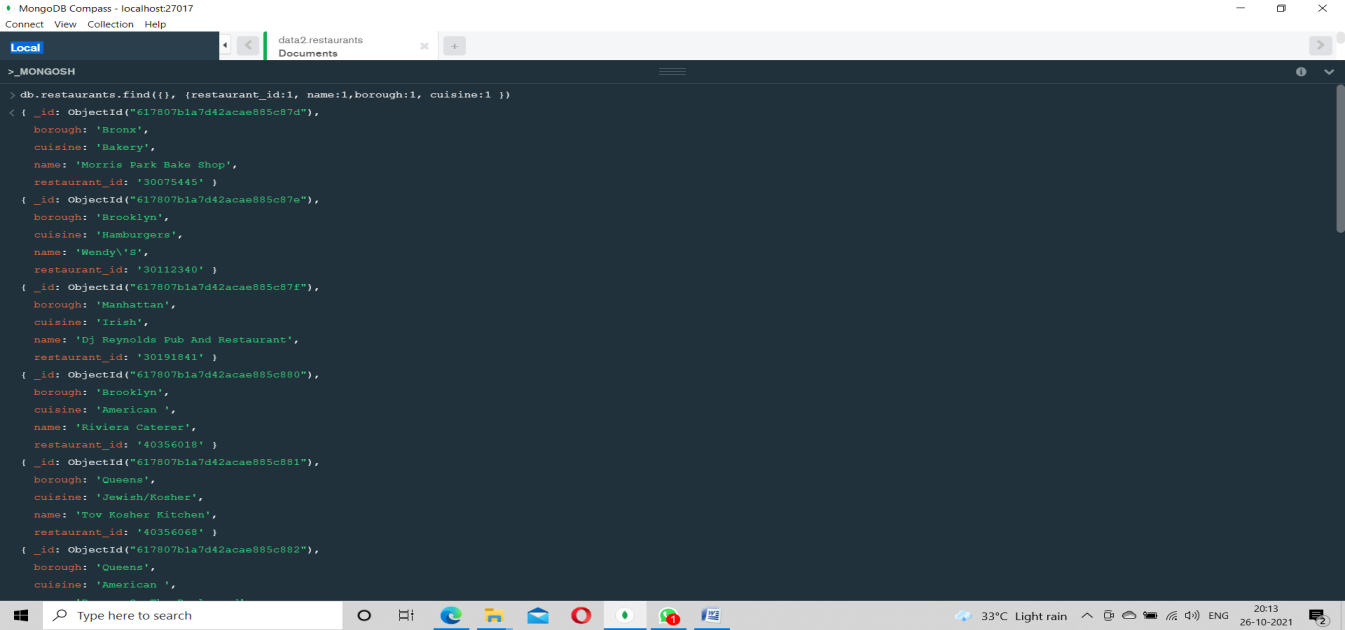 MongoDB Compass - localhost:27017
Connect View Collection Help
Local
data2.restaurants
Documents
>_MONGOSH
> db.restaurants.find({}, {restaurant_id:1, name:1,borough:1, cuisine:1 })
< { _id: ObjectId("617807b1a7d42acae885c87d"),
borough: 'Bronx',
cuisine: 'Bakery',
name: 'Morris Park Bake Shop',
restaurant_id: '30075445' }
{ _id: ObjectId("617807b1a7d42acae885c87e"),
borough: 'Brooklyn',
cuisine: 'Hamburgers',
name: 'Wendy\'S',
restaurant_id: '30112340' }
{ _id: ObjectId("617807b1a7d42acae885c87f"),
borough: 'Manhattan',
cuisine: 'Irish',
name: 'Dj Reynolds Pub And Restaurant',
restaurant_id: '30191841' }
{ _id: ObjectId("617807b1a7d42acae885c880"),
borough: 'Brooklyn',
cuisine: 'American ',
name: 'Riviera Caterer',
restaurant_id: '40356018' }
{ _id: ObjectId("617807b1a7d42acae885c881"),
borough: 'Queens',
cuisine: 'Jewish/Kosher',
name: 'Tov Kosher Kitchen',
restaurant_id: '40356068' }
{ _id: ObjectId("617807b1a7d42acae885c882"),
borough: 'Queens',
cuisine: 'American ',
Type here to search
1
33°C Light rain
ENG
20:13
26-10-2021
2